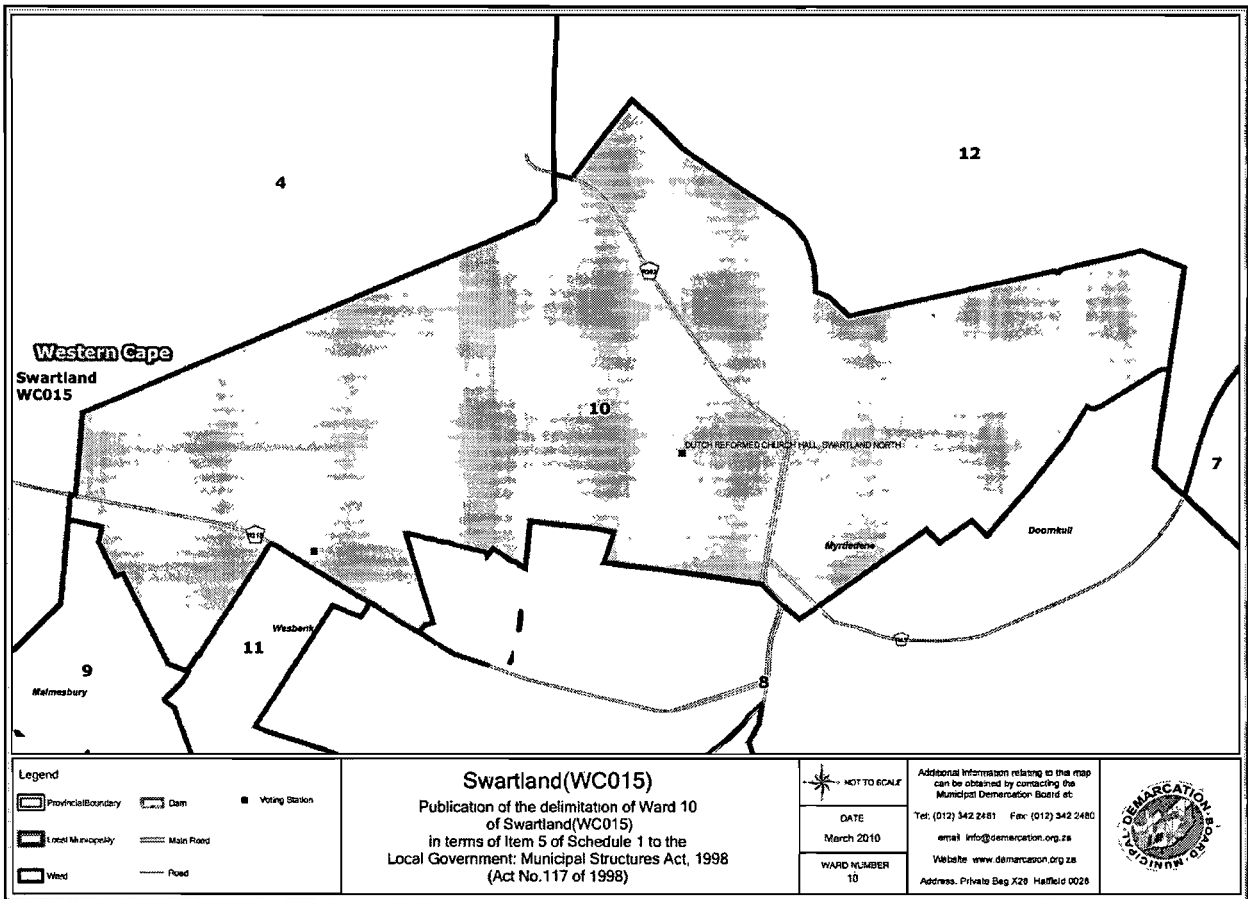 4
12
Western Cape
Swartland
WC015
10
DUTCH REFORMED CHURCH HALL, SWARTLAND NORTH
7
Doornkuil
Myrtledene
Wesbank
11
9
Malmesbury
8
Legend
Provincial Boundary
Dam
Voting Station
Local Municipality
Main Road
Ward
Road
Swartland(WC015)
Publication of the delimitation of Ward 10
of Swartland(WC015)
in terms of Item 5 of Schedule 1 to the
Local Government: Municipal Structures Act, 1998
(Act No.117 of 1998)
NOT TO SCALE
DATE
March 2010
WARD NUMBER
10
Additional Information relating to this map
can be obtained by contacting the
Municipal Demarcation Board at:
Tel: (012) 342 2481 Fax: (012) 342 2480
email: info@demarcation.org.za
Website: www.demarcation.org.za
Address: Private Bag X28 Hatfield 0028
MUNICIPAL DEMARCATION BOARD